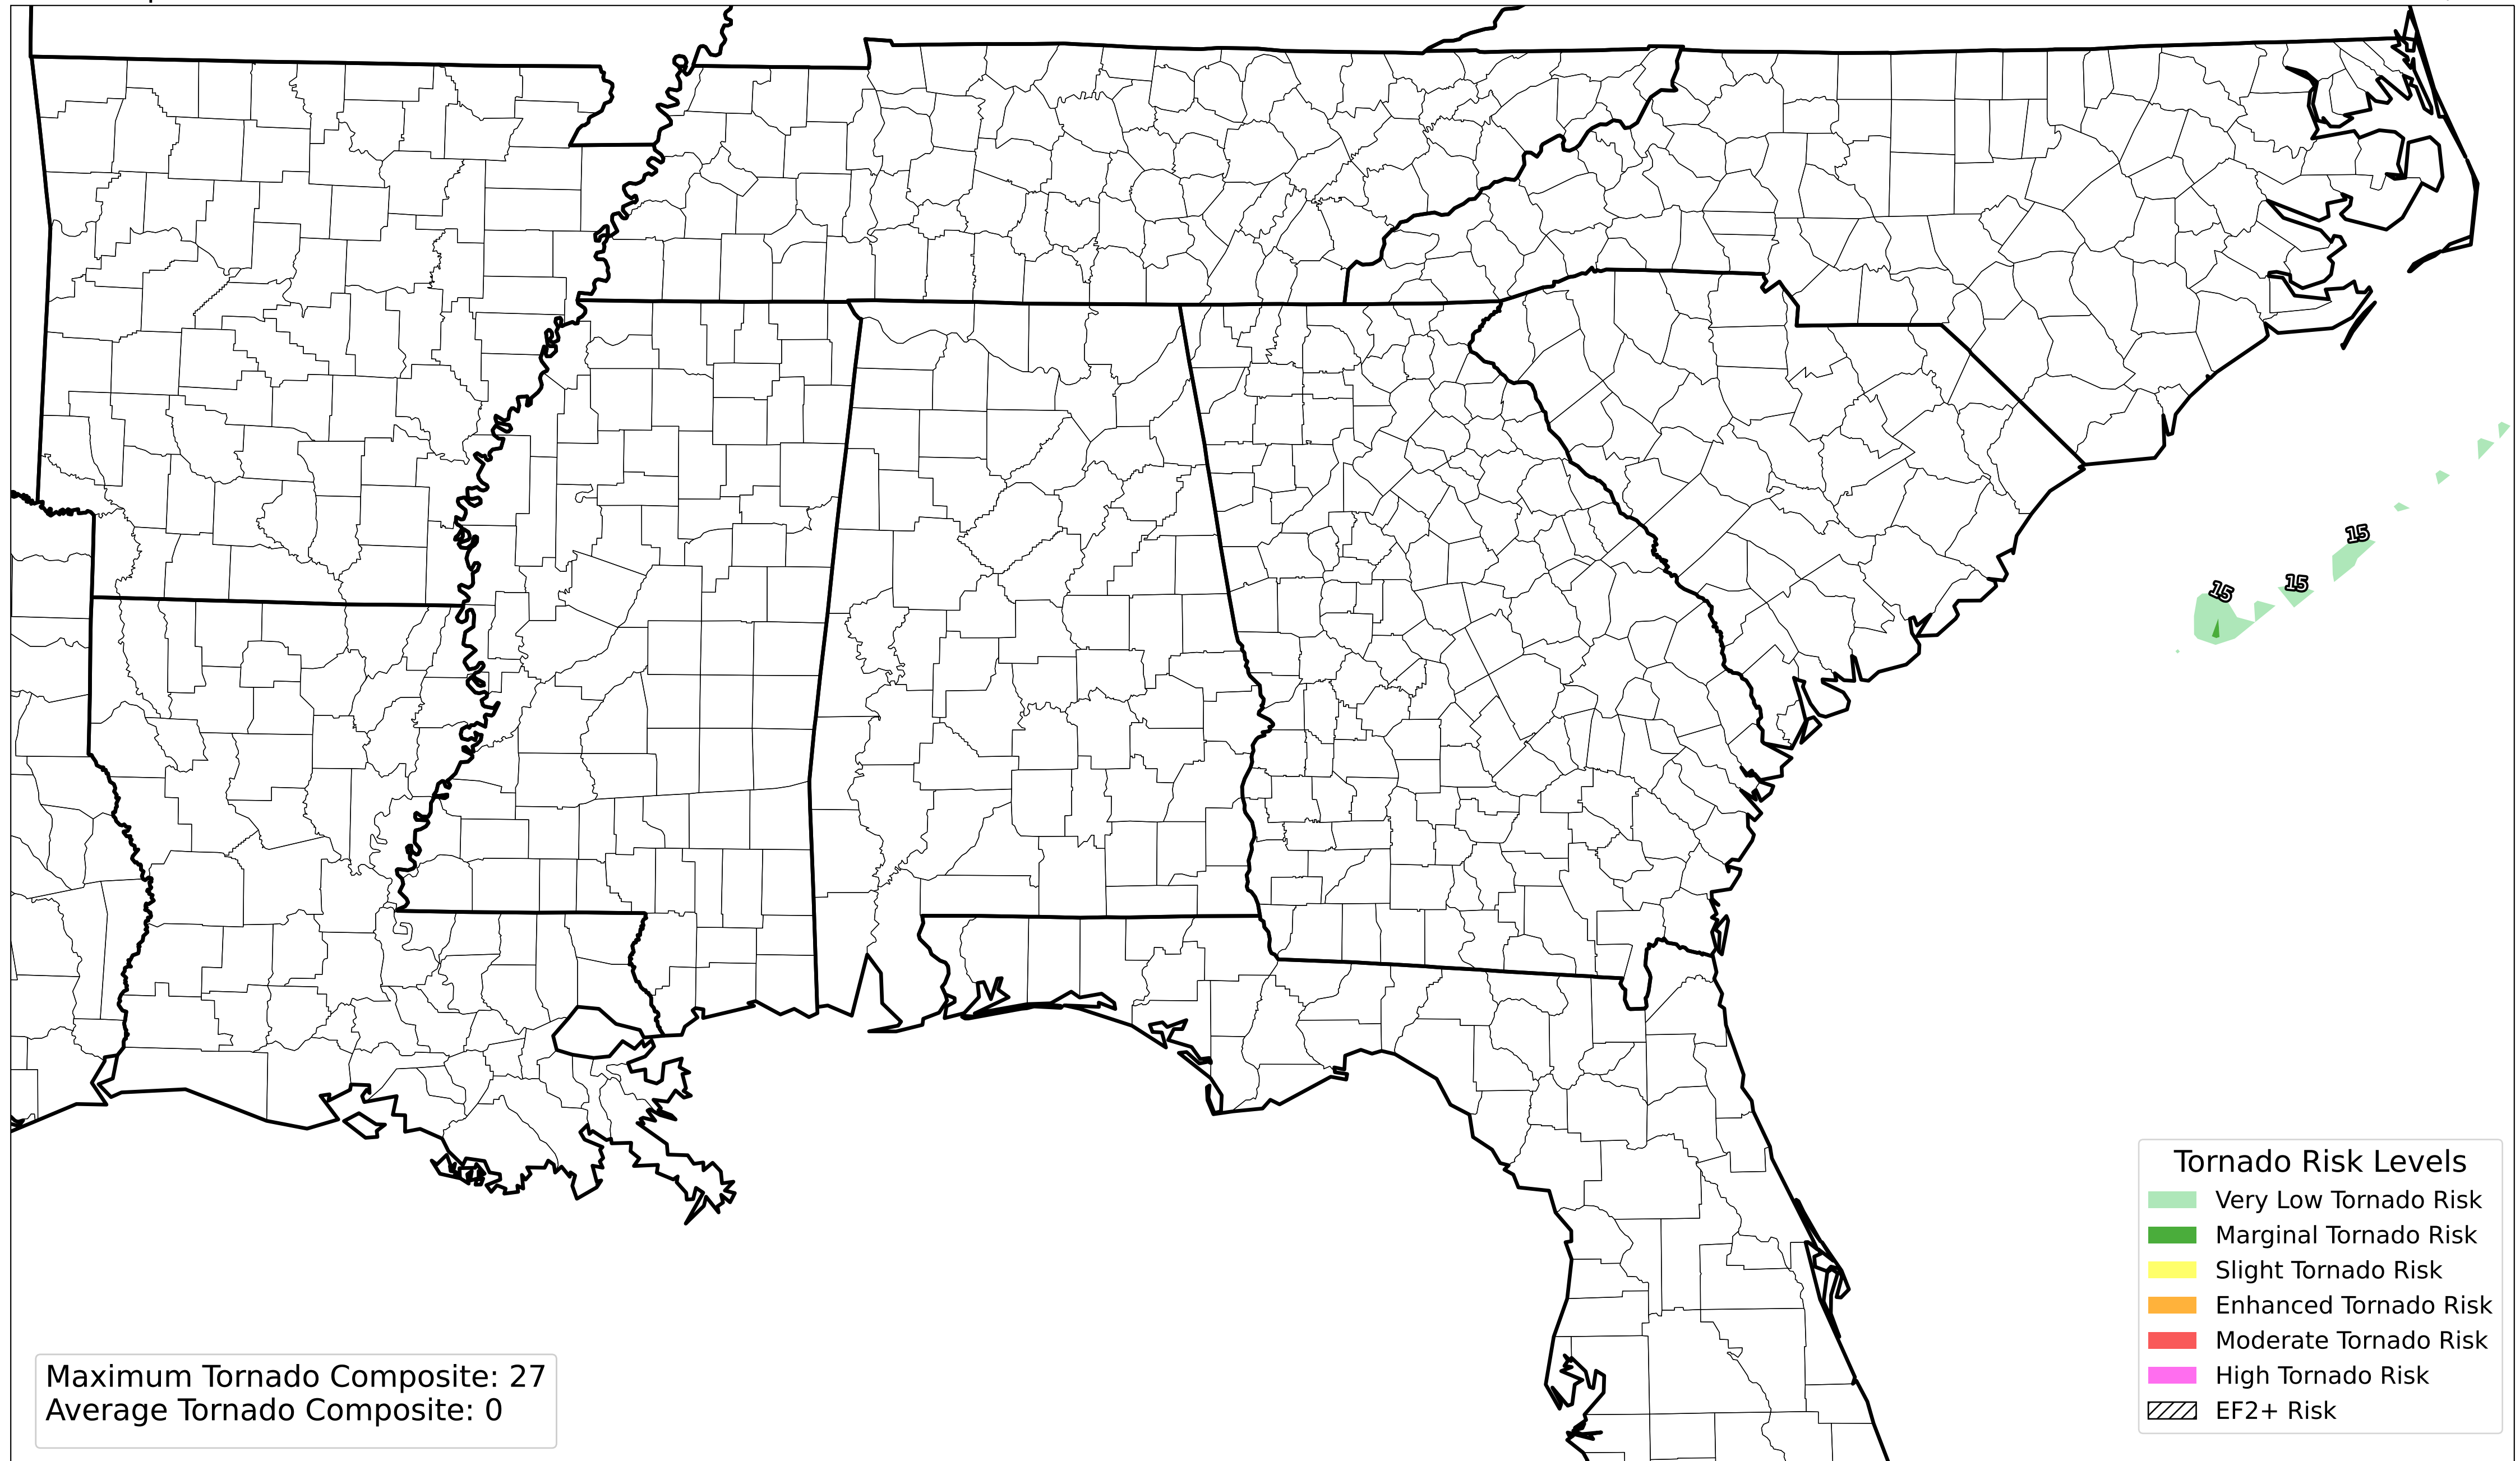 15
15
15
Tornado Risk Levels
Very Low Tornado Risk
Marginal Tornado Risk
Slight Tornado Risk
Enhanced Tornado Risk
Moderate Tornado Risk
High Tornado Risk
EF2+ Risk
Maximum Tornado Composite: 27
Average Tornado Composite: 0